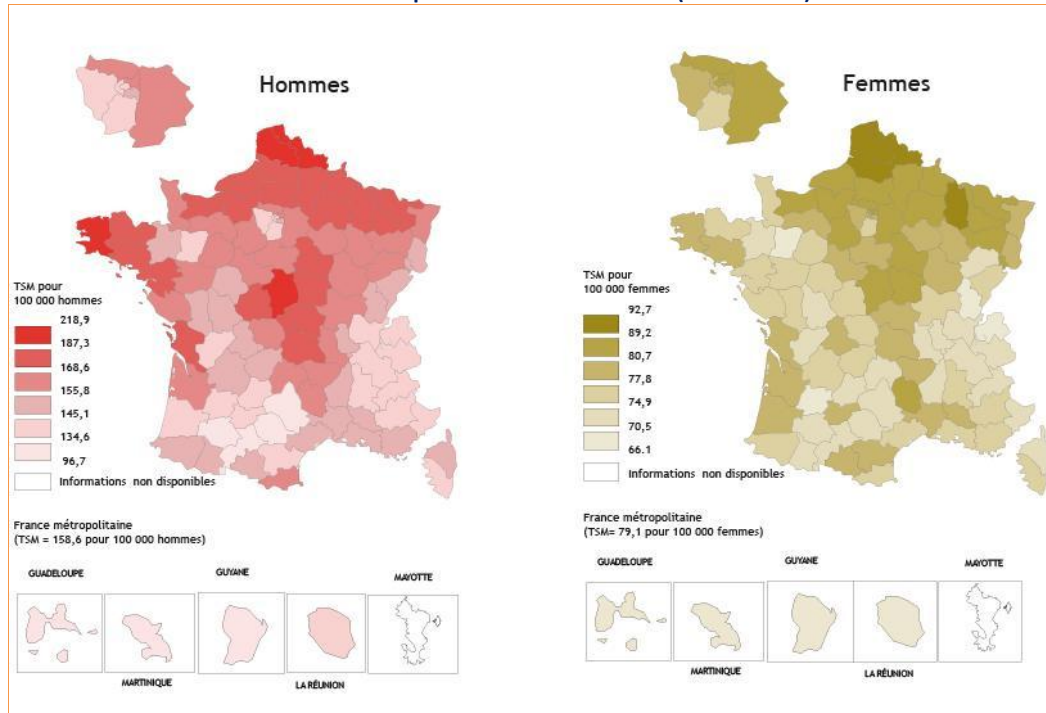 Hommes
TSM pour
100 000 hommes
218,9
187,3
168,6
155,8
145,1
134,6
96,7
Informations non disponibles
France métropolitaine
(TSM = 158,6 pour 100 000 hommes)
GUADELOUPE
GUYANE
MAYOTTE
MARTINIQUE
LA RÉUNION
Femmes
TSM pour
100 000 femmes
92,7
89,2
80,7
77,8
74,9
70,5
66.1
Informations non disponibles
France métropolitaine
(TSM= 79,1 pour 100 000 femmes)
GUADELOUPE
GUYANE
MAYOTTE
MARTINIQUE
LA RÉUNION